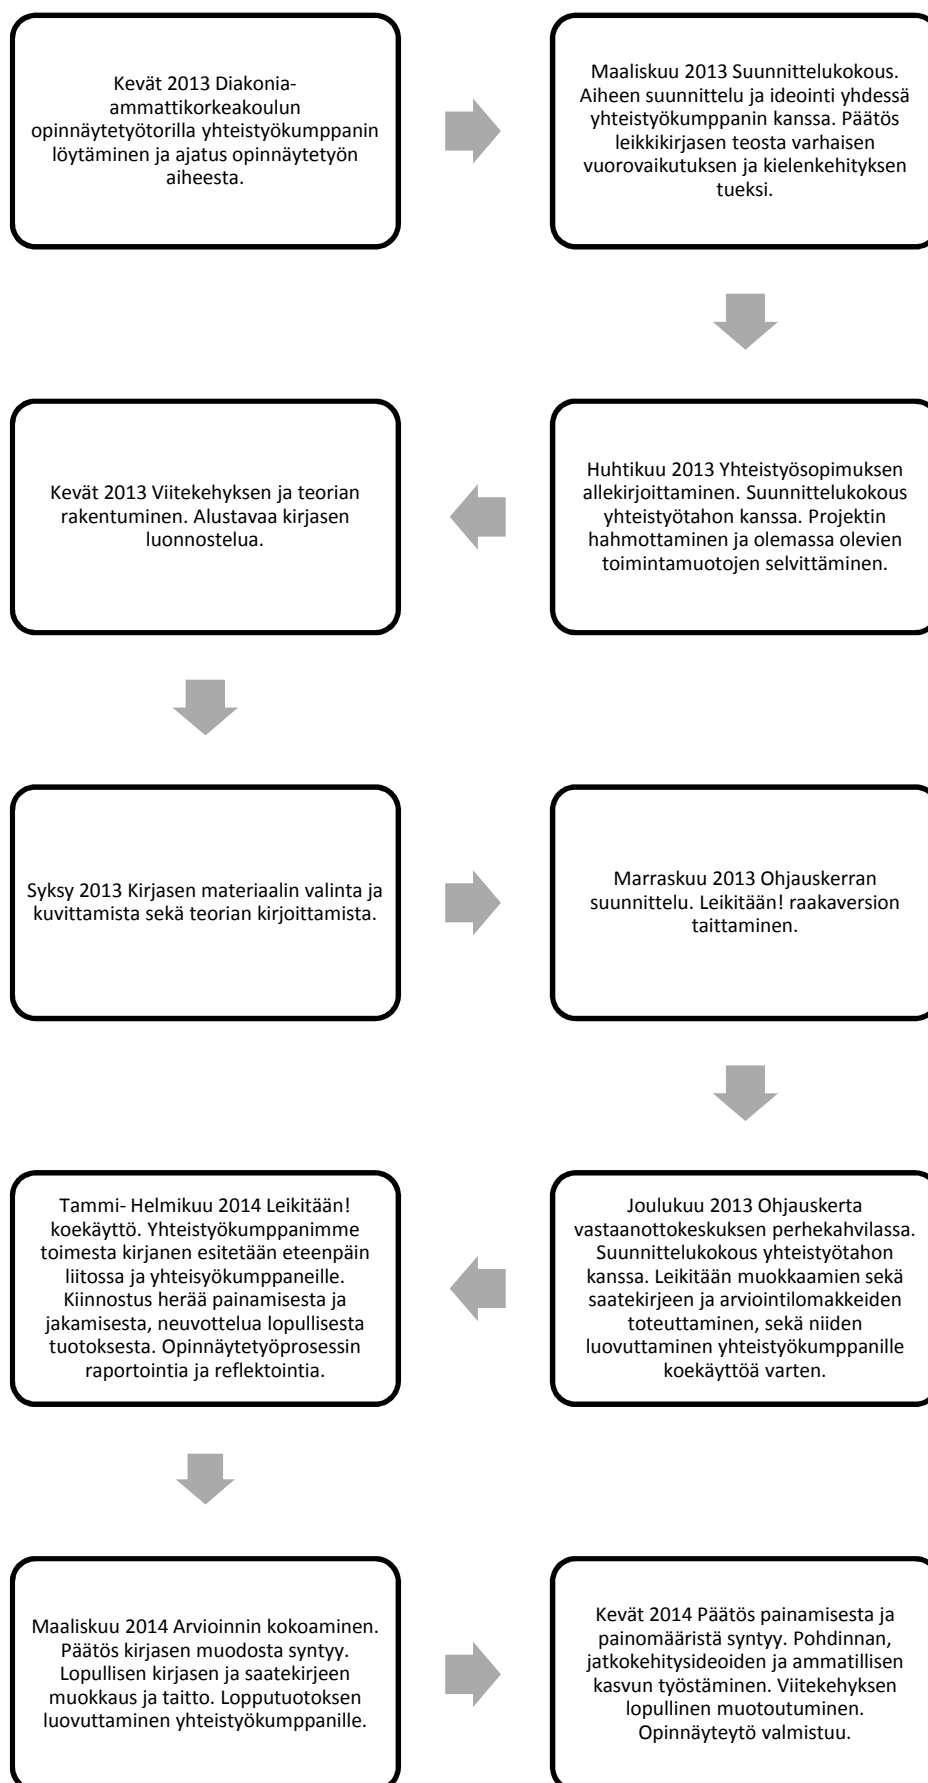 Kevät 2013 Diakonia-
ammattikorkeakoulun
opinnäytetyötorilla yhteistyökumppanin
löytäminen ja ajatus opinnäytetyön
aiheesta.
Maaliskuu 2013 Suunnittelukokous.
Aiheen suunnittelu ja ideointi yhdessä
yhteistyökumppanin kanssa. Päätös
leikkikirjasen teosta varhaisen
vuorovaikutuksen ja kielenkehityksen
tueksi.
Huhtikuu 2013 Yhteistyösopimuksen
allekirjoittaminen. Suunnittelukokous
yhteistyötahon kanssa. Projektin
hahmottaminen ja olemassa olevien
toimintamuotojen selvittäminen.
Kevät 2013 Viitekehyksen ja teorian
rakentuminen. Alustavaa kirjasen
luonnostelua.
Syksy 2013 Kirjasen materiaalin valinta ja
kuvittamista sekä teorian kirjoittamista.
Marraskuu 2013 Ohjauskerran
suunnittelu. Leikitään! raakaversion
taittaminen.
Joulukuu 2013 Ohjauskerta
vastaanottokeskuksen perhekahvilassa.
Suunnittelukokous yhteistyötahon
kanssa. Leikitään muokkaamien sekä
saatekirjeen ja arviointilomakkeiden
toteuttaminen, sekä niiden
luovuttaminen yhteistyökumppanille
koekäyttöä varten.
Tammi- Helmikuu 2014 Leikitään!
koekäyttö. Yhteistyökumppanimme
toimesta kirjanen esitetään eteenpäin
liitossa ja yhteisyökumppaneille.
Kiinnostus herää painamisesta ja
jakamisesta, neuvottelua lopullisesta
tuotoksesta. Opinnäytetyöprosessin
raportointia ja reflektointia.
Maaliskuu 2014 Arvioinnin kokoaminen.
Päätös kirjasen muodosta syntyy.
Lopullisen kirjasen ja saatekirjeen
muokkaus ja taitto. Lopputuotoksen
luovuttaminen yhteistyökumppanille.
Kevät 2014 Päätös painamisesta ja
painomääristä syntyy. Pohdinnan,
jatkokehitysideoiden ja ammatillisen
kasvun työstäminen. Viitekehyksen
lopullinen muotoutuminen.
Opinnäyteytö valmistuu.